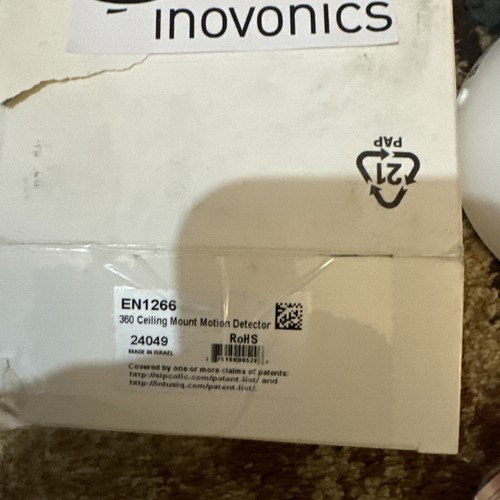 inovonics
21
PAP
EN1266
360 Ceiling Mount Motion Detector
24049
RoHS
MADE IN ISRAEL
Covered by one or more claims of patents:
http://sipcollc.com/patent-list/ and
http://intusiq.com/patent-list/.